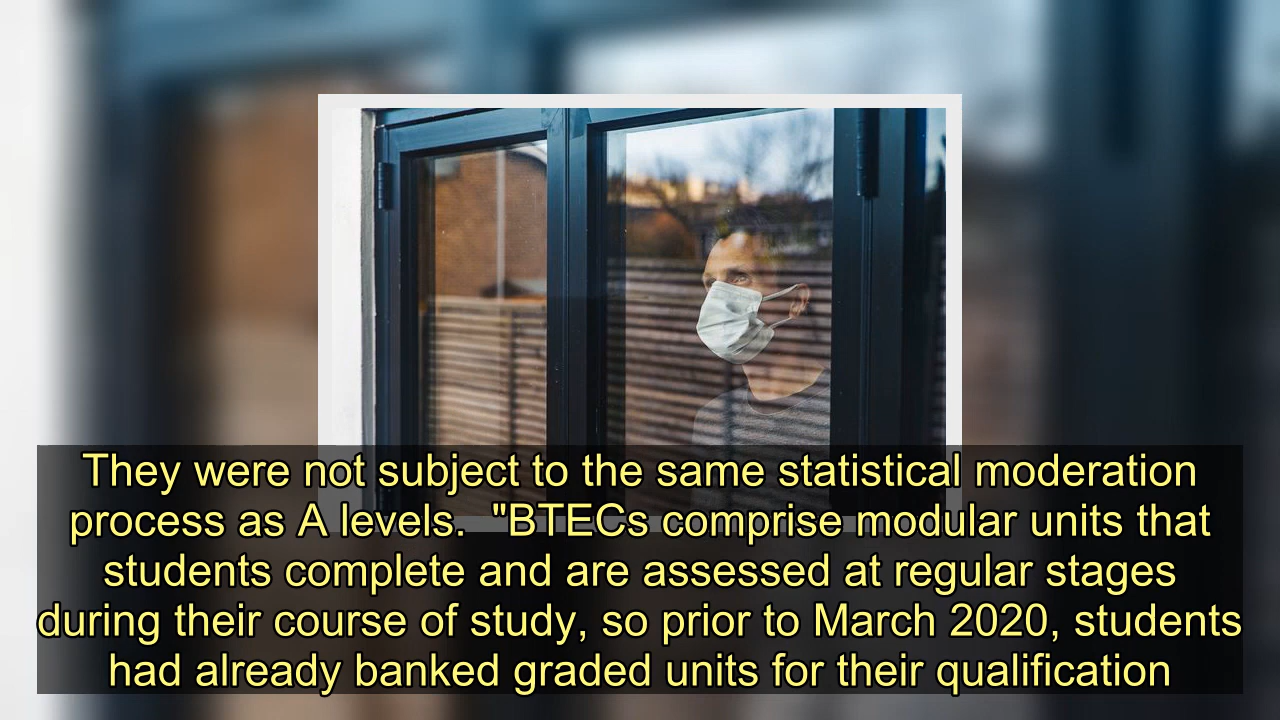 They were not subject to the same statistical moderation
process as A levels.  "BTECs comprise modular units that
students complete and are assessed at regular stages
during their course of study, so prior to March 2020, students
had already banked graded units for their qualification